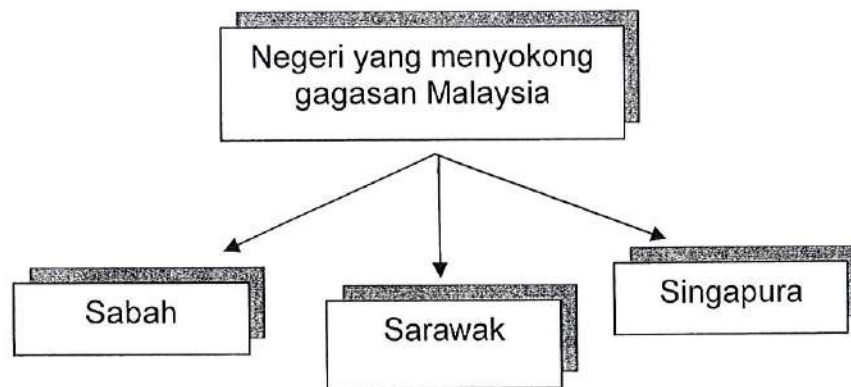 Negeri yang menyokong
gagasan Malaysia
Sabah
Sarawak
Singapura